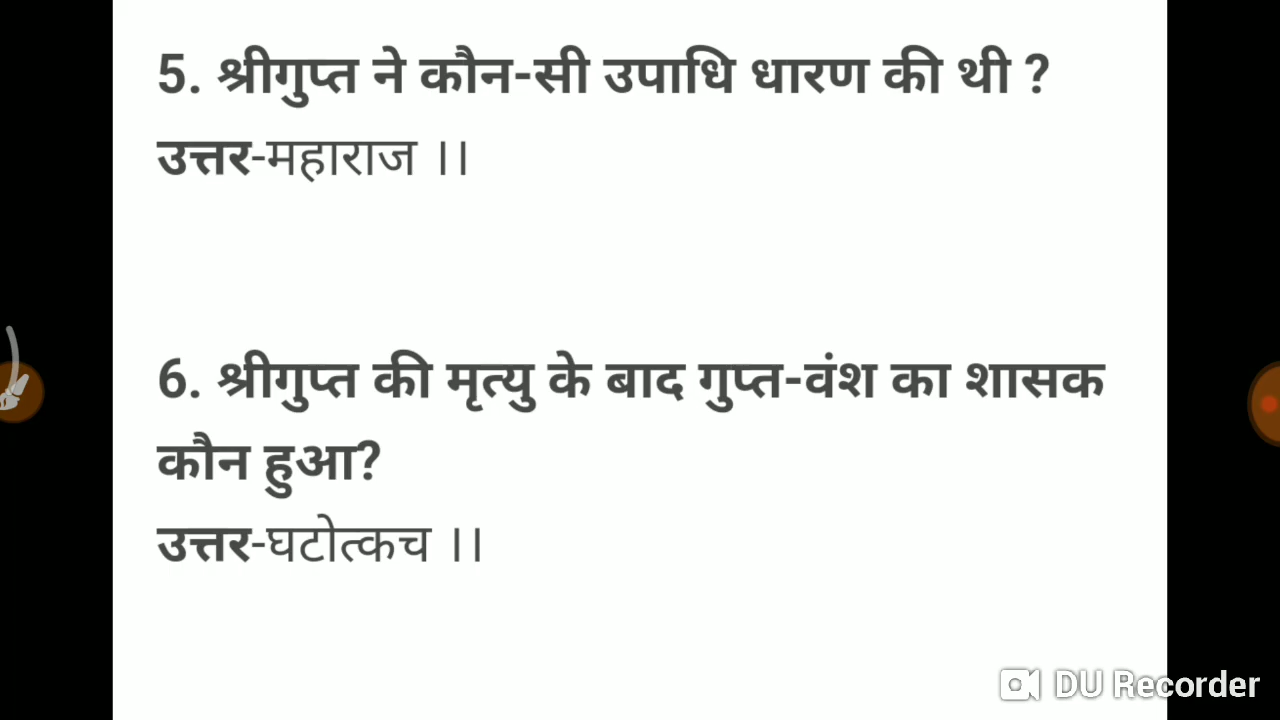 5. श्रीगुप्त ने कौन-सी उपाधि धारण की थी ?
उत्तर-महाराज ।।
6. श्रीगुप्त की मृत्यु के बाद गुप्त-वंश का शासक
कौन हुआ?
उत्तर-घटोत्कच ।।
DU Recorder